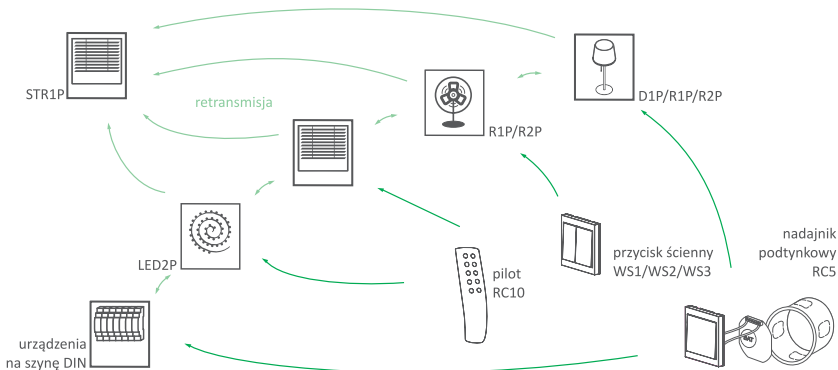 STR1P
retransmisja
D1P/R1P/R2P
R1P/R2P
LED2P
pilot
RC10
przycisk ścienny
WS1/WS2/WS3
nadajnik
podtynkowy
RC5
urządzenia
na szynę DIN
BAT